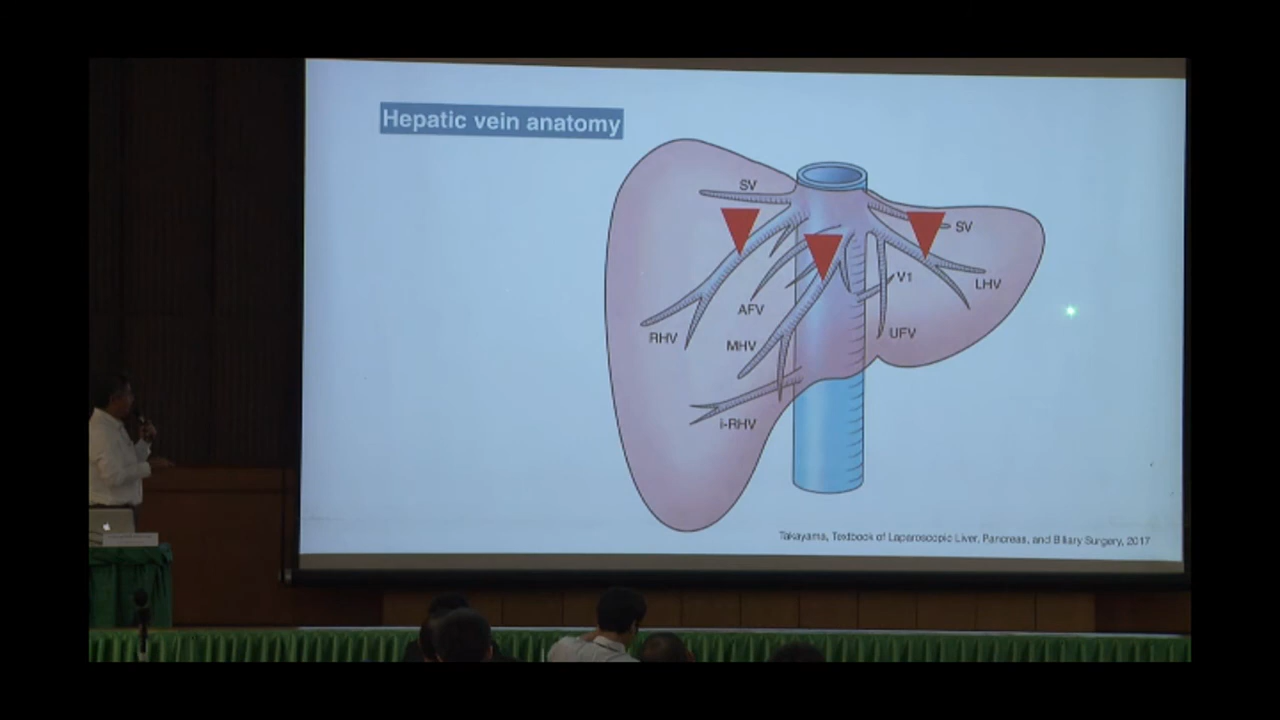 Hepatic vein anatomy
SV
SV
V1
LHV
AFV
RHV
MHV
UFV
i-RHV
Takayama, Textbook of Laparoscopic Liver, Pancreas, and Biliary Surgery, 2017